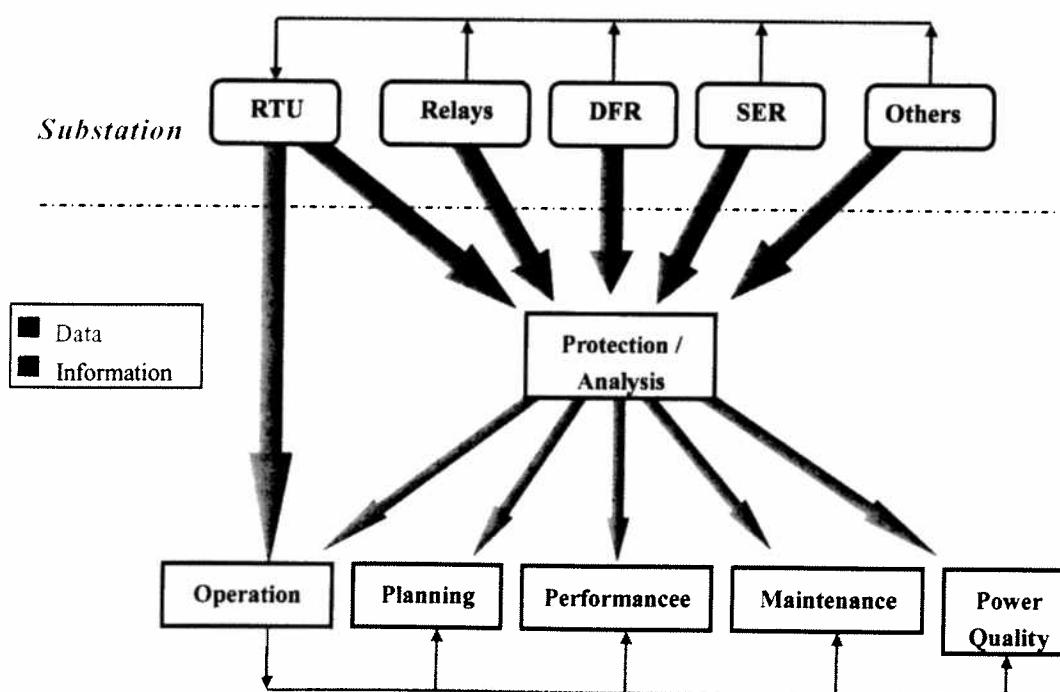 RTU
Relays
DFR
SER
Others
Substation
Data
Information
Protection /
Analysis
Operation
Planning
Performancee
Maintenance
Power
Quality